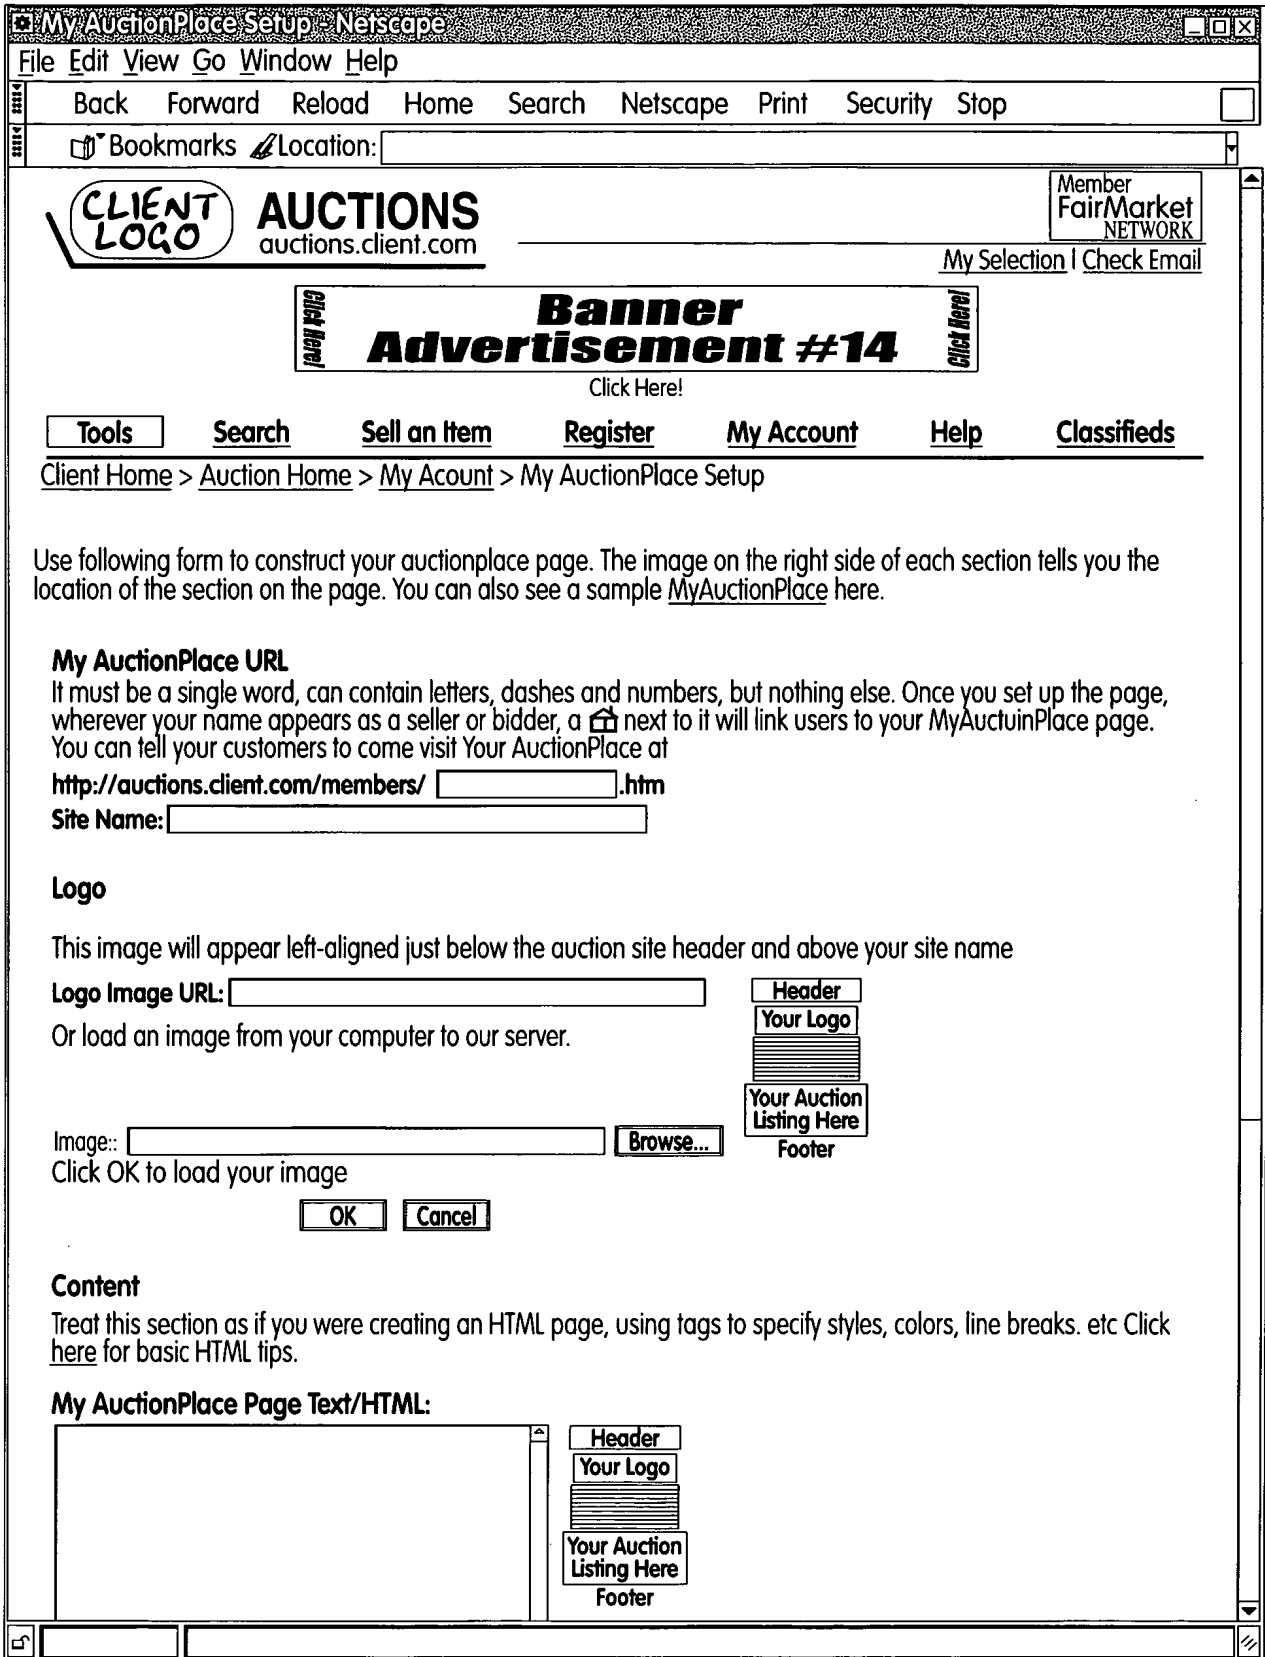 My AuctionPlace Setup - Netscape
File Edit View Go Window Help
Back Forward Reload Home Search Netscape Print Security Stop
Bookmarks Location:
CLIENT LOGO
AUCTIONS
auctions.client.com
Member
FairMarket
NETWORK
My Selection | Check Email
Click Here!
Banner
Advertisement #14
Click Here!
Click Here!
Tools Search Sell an Item Register My Account Help Classifieds
Client Home > Auction Home > My Acount > My AuctionPlace Setup
Use following form to construct your auctionplace page. The image on the right side of each section tells you the
location of the section on the page. You can also see a sample MyAuctionPlace here.
My AuctionPlace URL
It must be a single word, can contain letters, dashes and numbers, but nothing else. Once you set up the page,
wherever your name appears as a seller or bidder, a next to it will link users to your MyAuctuinPlace page.
You can tell your customers to come visit Your AuctionPlace at
http://auctions.client.com/members/ .htm
Site Name:
Logo
This image will appear left-aligned just below the auction site header and above your site name
Logo Image URL:
Or load an image from your computer to our server.
Header
Your Logo
Your Auction
Listing Here
Footer
Image:: Browse...
Click OK to load your image
OK Cancel
Content
Treat this section as if you were creating an HTML page, using tags to specify styles, colors, line breaks. etc Click
here for basic HTML tips.
My AuctionPlace Page Text/HTML:
Header
Your Logo
Your Auction
Listing Here
Footer